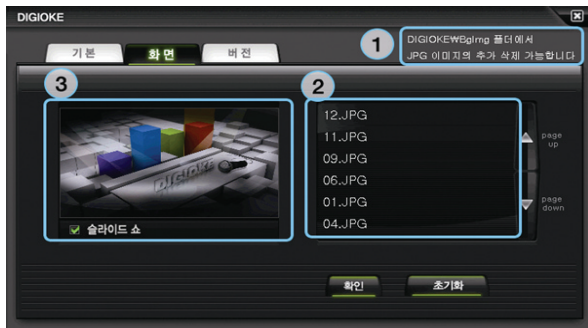 DIGIOKE
기본
화면
버전
1
DIGIOKE₩BgImg 폴더에서
JPG 이미지의 추가 삭제 가능합니다
3
2
DIGIOKE
슬라이드 쇼
12.JPG
11.JPG
09.JPG
06.JPG
01.JPG
04.JPG
page
up
page
down
확인
초기화